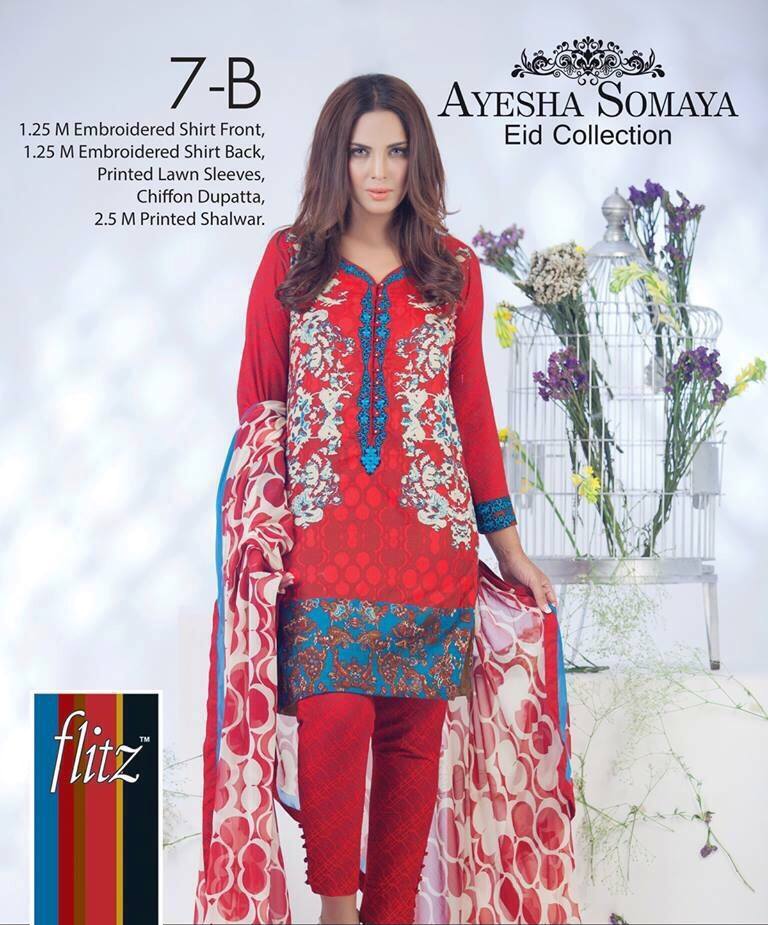 7-B
1.25 M Embroidered Shirt Front,
1.25 M Embroidered Shirt Back,
Printed Lawn Sleeves,
Chiffon Dupatta,
2.5 M Printed Shalwar.
AYESHA SOMAYA
Eid Collection
flitz™